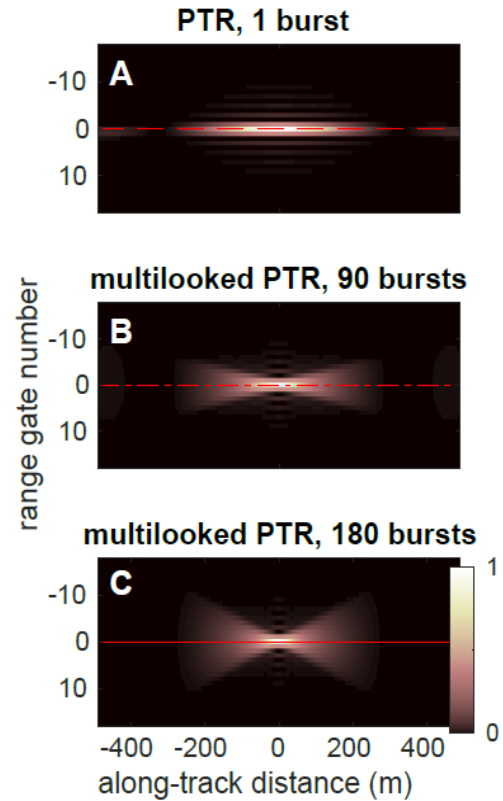 PTR, 1 burst
A
-10
0
10
multilooked PTR, 90 bursts
B
-10
0
10
range gate number
multilooked PTR, 180 bursts
C
1
-10
0
10
0
-400 -200 0 200 400
along-track distance (m)